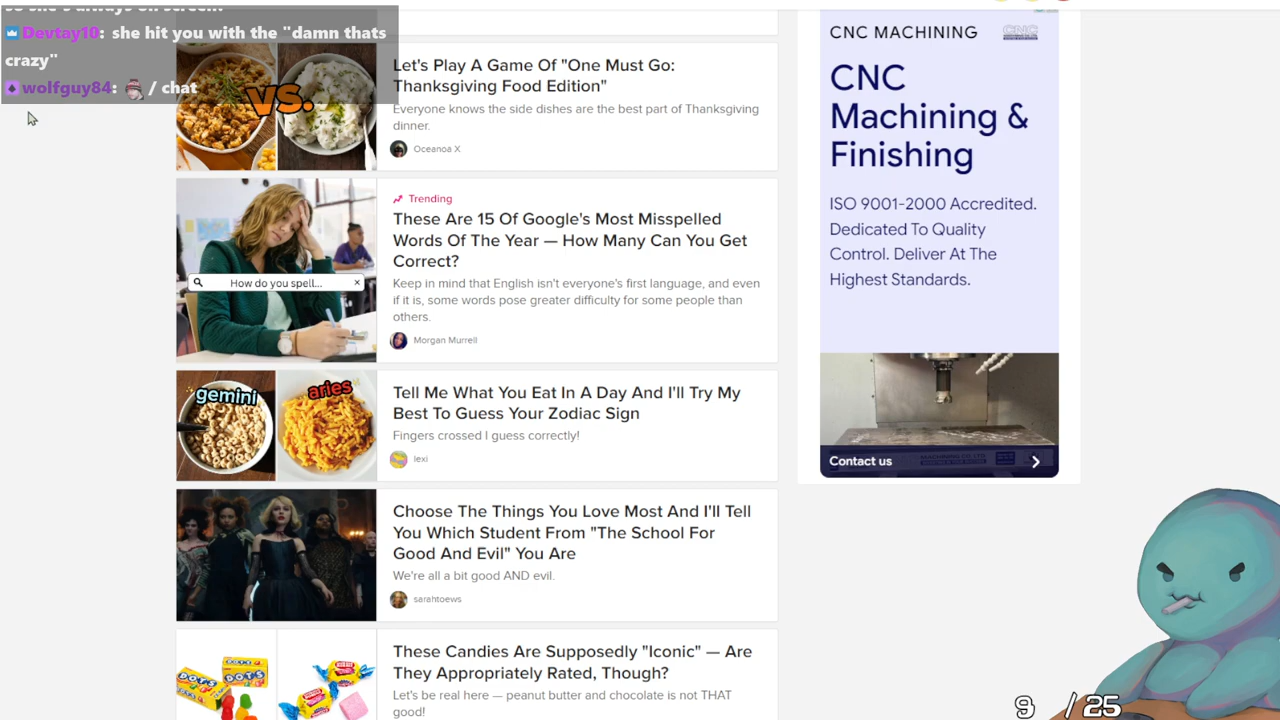 so she's always on screen
Devtay10: she hit you with the "damn thats
crazy"
wolfguy84: / chat
vs.
Let's Play A Game Of "One Must Go:
Thanksgiving Food Edition"
Everyone knows the side dishes are the best part of Thanksgiving
dinner.
Oceanoa X
Trending
These Are 15 Of Google's Most Misspelled
Words Of The Year — How Many Can You Get
Correct?
How do you spell...
Keep in mind that English isn't everyone's first language, and even
if it is, some words pose greater difficulty for some people than
others.
Morgan Murrell
gemini
aries
Tell Me What You Eat In A Day And I'll Try My
Best To Guess Your Zodiac Sign
Fingers crossed I guess correctly!
lexi
Choose The Things You Love Most And I'll Tell
You Which Student From "The School For
Good And Evil" You Are
We're all a bit good AND evil.
sarahtoews
DOTS
DOTS
These Candies Are Supposedly "Iconic" — Are
They Appropriately Rated, Though?
Let's be real here — peanut butter and chocolate is not THAT
good!
CNC MACHINING
CNC
CNC
Machining &
Finishing
ISO 9001-2000 Accredited.
Dedicated To Quality
Control. Deliver At The
Highest Standards.
Contact us
9 / 25